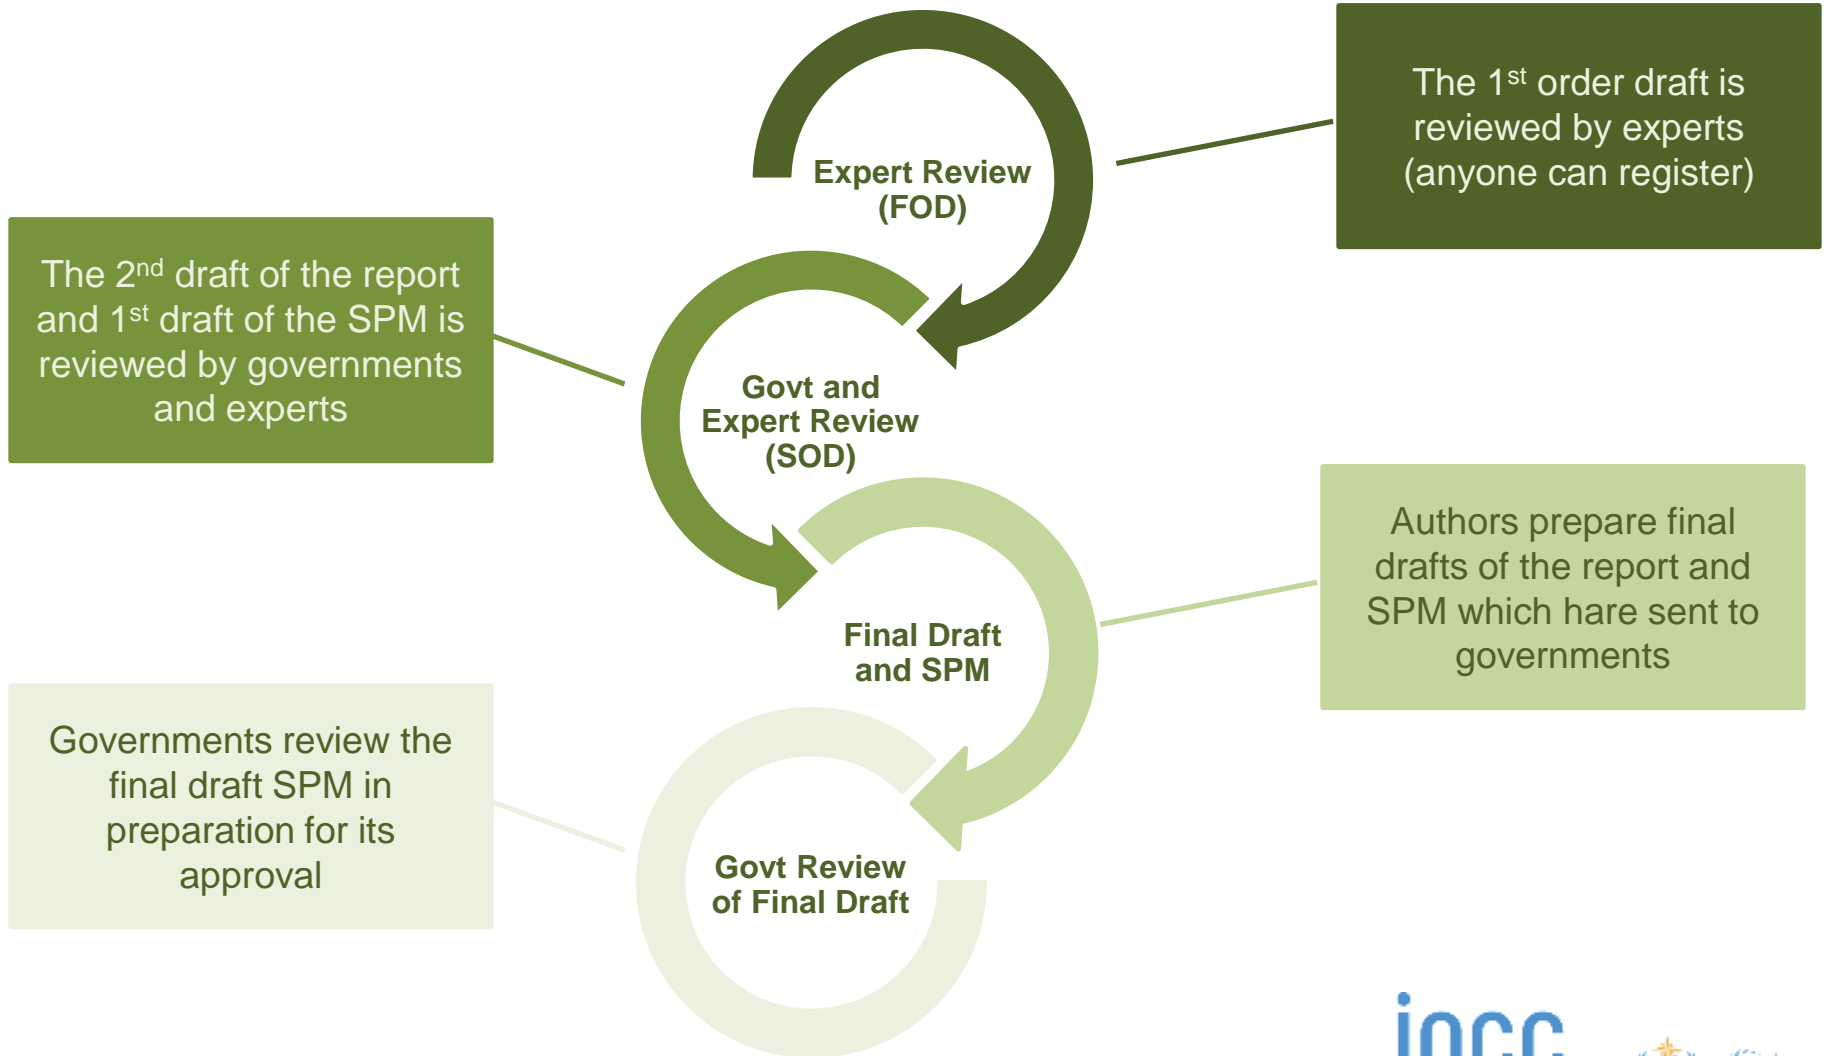 The 1st order draft is
reviewed by experts
(anyone can register)
Expert Review
(FOD)
The 2nd draft of the report
and 1st draft of the SPM is
reviewed by governments
and experts
Govt and
Expert Review
(SOD)
Authors prepare final
drafts of the report and
SPM which hare sent to
governments
Final Draft
and SPM
Governments review the
final draft SPM in
preparation for its
approval
Govt Review
of Final Draft
ipcc